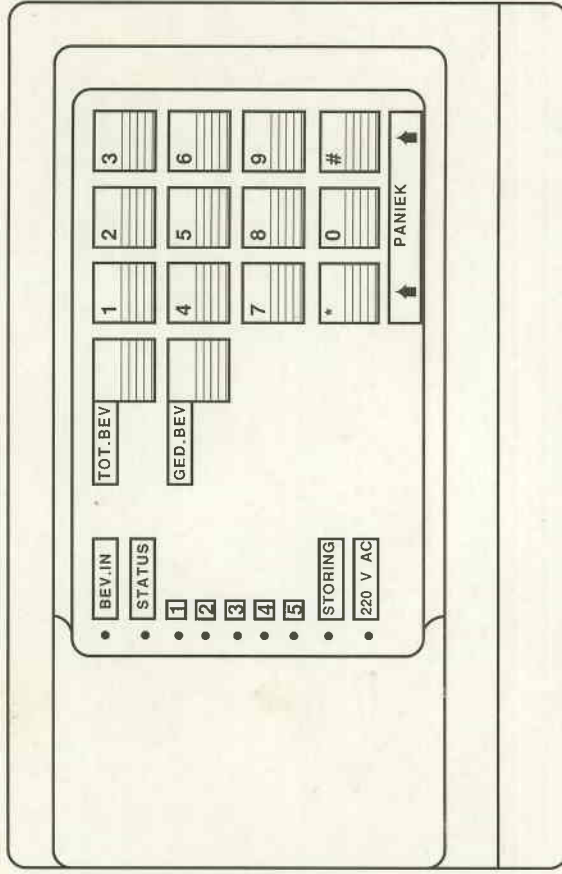 BEV.IN
STATUS
1
2
3
4
5
STORING
220 V AC
TOT.BEV
GED.BEV
1 2 3
4 5 6
7 8 9
* 0 #
PANIEK